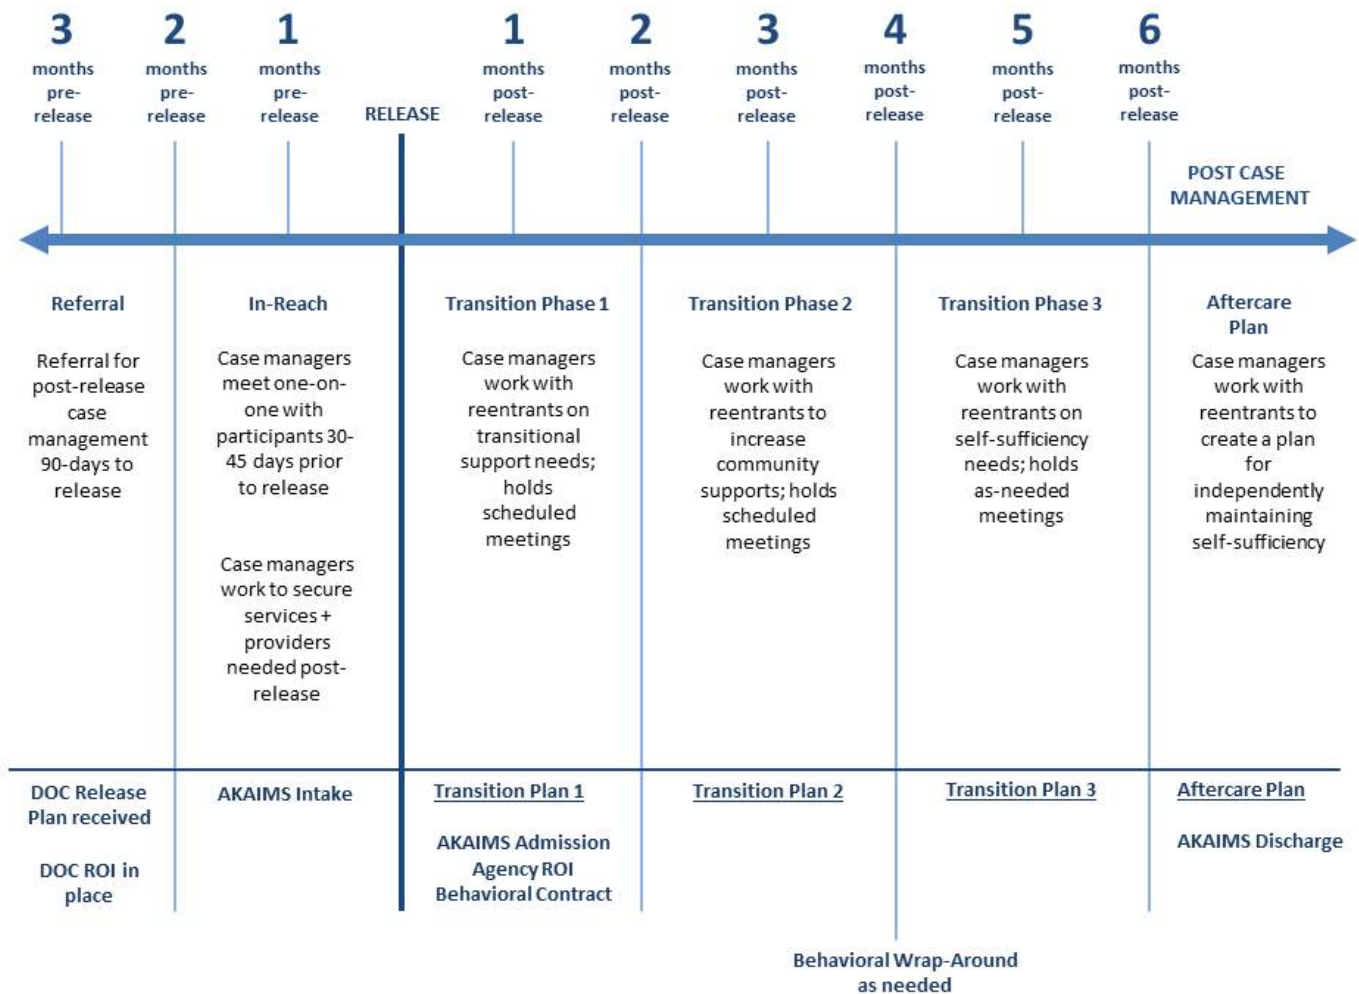 3
months
pre-
release
2
months
pre-
release
1
months
pre-
release
RELEASE
1
months
post-
release
2
months
post-
release
3
months
post-
release
4
months
post-
release
5
months
post-
release
6
months
post-
release
POST CASE
MANAGEMENT
Referral
Referral for
post-release
case
management
90-days to
release
In-Reach
Case managers
meet one-on-
one with
participants 30-
45 days prior
to release
Case managers
work to secure
services +
providers
needed post-
release
Transition Phase 1
Case managers
work with
reentrants on
transitional
support needs;
holds
scheduled
meetings
Transition Phase 2
Case managers
work with
reentrants to
increase
community
supports; holds
scheduled
meetings
Transition Phase 3
Case managers
work with
reentrants on
self-sufficiency
needs; holds
as-needed
meetings
Aftercare
Plan
Case managers
work with
reentrants to
create a plan
for
independently
maintaining
self-sufficiency
DOC Release
Plan received
DOC ROI in
place
AKAIMS Intake
Transition Plan 1
AKAIMS Admission
Agency ROI
Behavioral Contract
Transition Plan 2
Transition Plan 3
Aftercare Plan
AKAIMS Discharge
Behavioral Wrap-Around
as needed